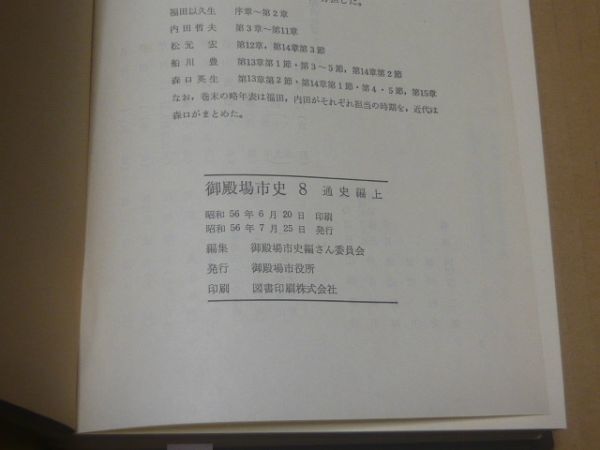 した。
福田以久生　序章～第2章
内田哲夫　第3章～第11章
松元　宏　第12章，第14章第3節
船川　豊　第13章第1節・第3～5節，第14章第2節
森口英生　第13章第2節・第14章第1節・第4・5節，第15章
なお，巻末の略年表は福田，内田がそれぞれ担当の時期を，近代は
森口がまとめた。
御殿場市史 8 通史編上
昭和 56 年 6 月 20 日 印刷
昭和 56 年 7 月 25 日 発行
編集　御殿場市史編さん委員会
発行　御殿場市役所
印刷　図書印刷株式会社